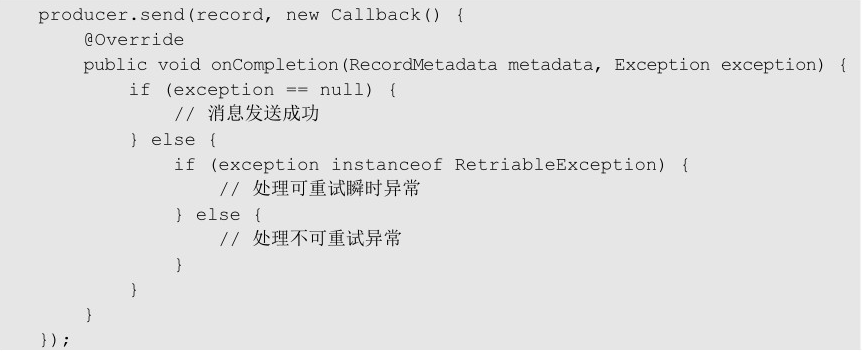 producer.send(record, new Callback() {
    @Override
    public void onCompletion(RecordMetadata metadata, Exception exception) {
        if (exception == null) {
            // 消息发送成功
        } else {
            if (exception instanceof RetriableException) {
                // 处理可重试瞬时异常
            } else {
                // 处理不可重试异常
            }
        }
    }
});